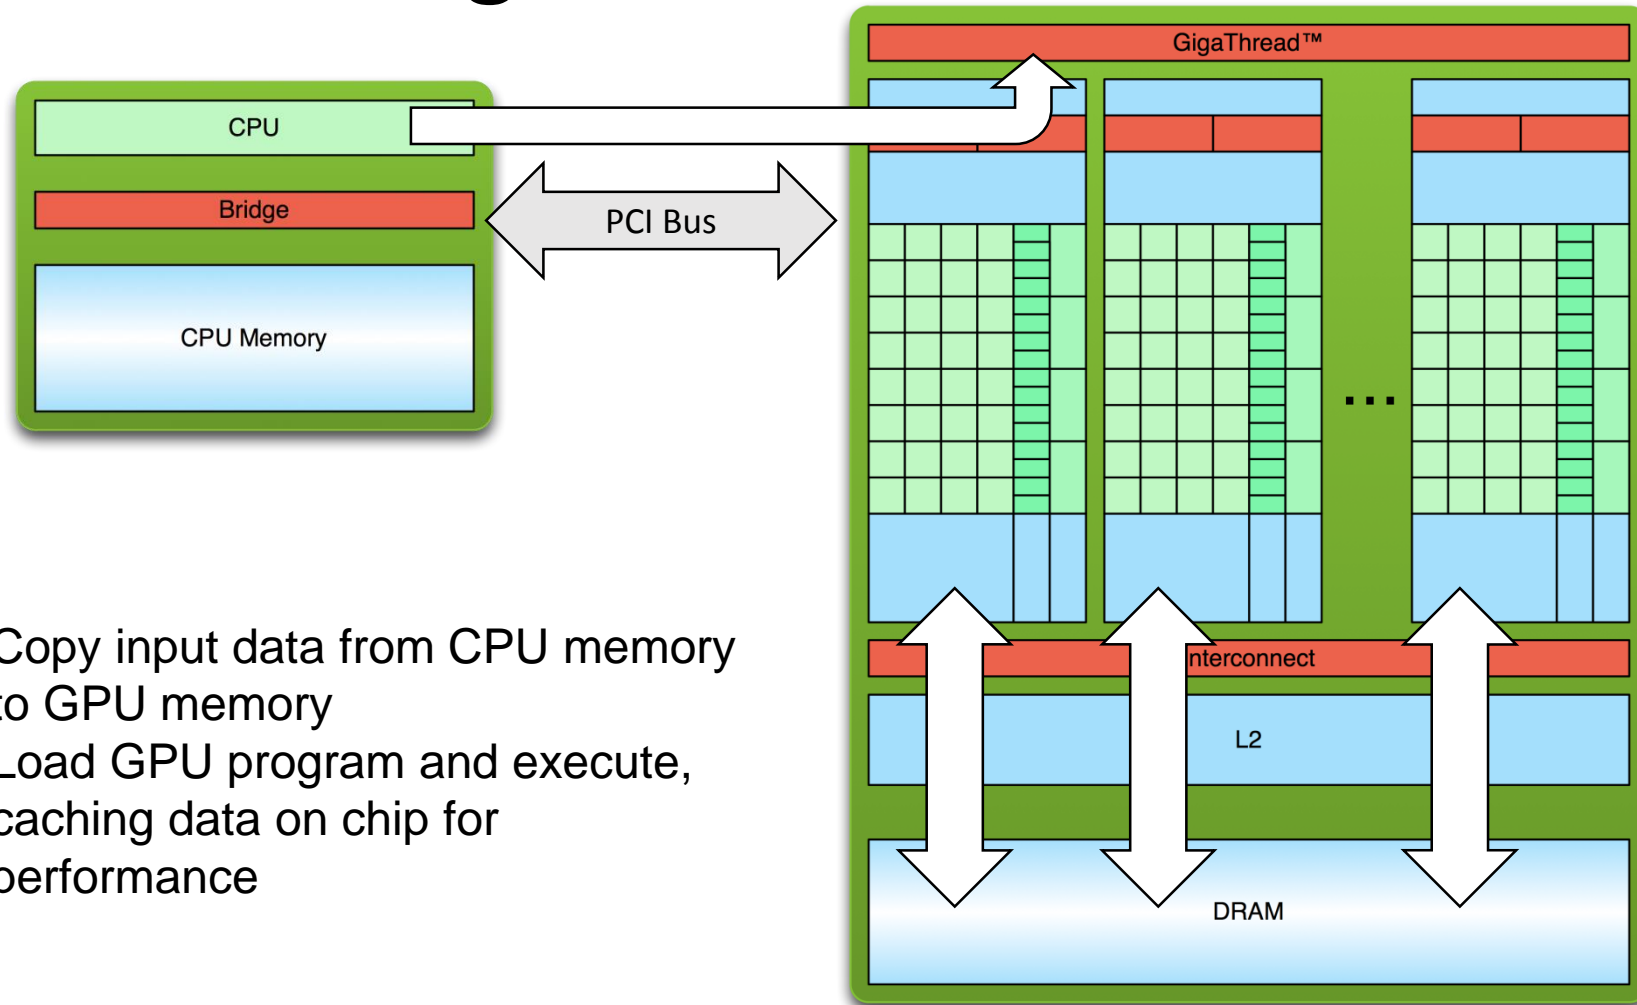 GigaThread™
CPU
Bridge
PCI Bus
CPU Memory
...
Copy input data from CPU memory
to GPU memory
Load GPU program and execute,
caching data on chip for
performance
nterconnect
L2
DRAM